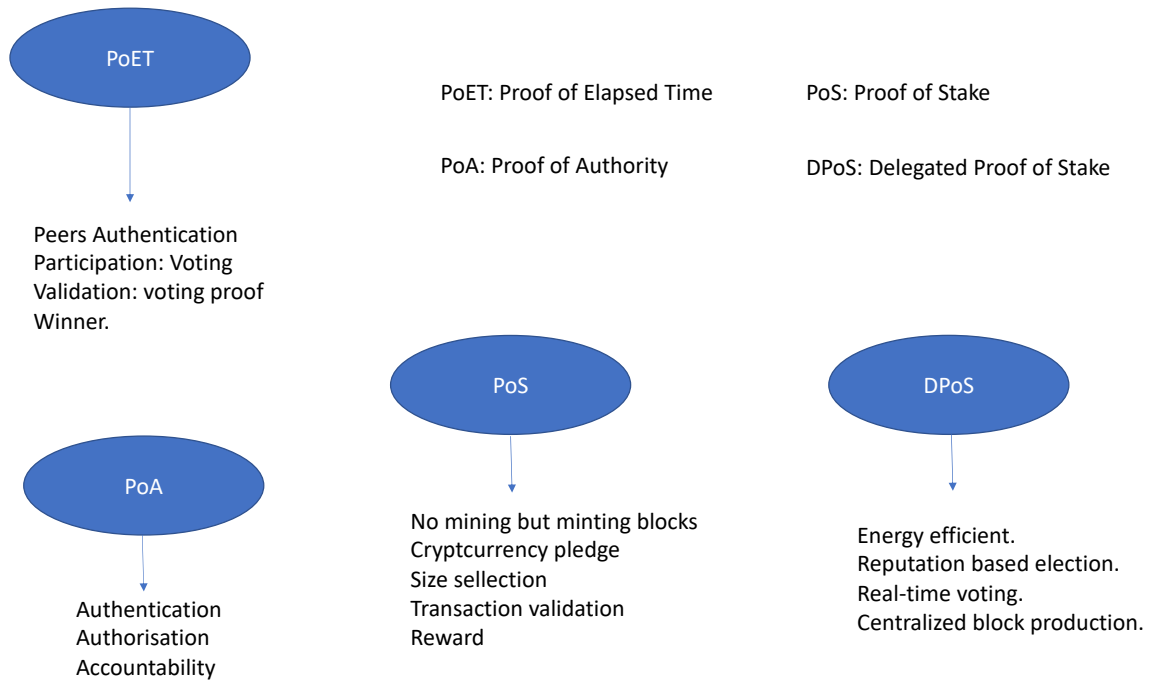 PoET
PoET: Proof of Elapsed Time
PoS: Proof of Stake
PoA: Proof of Authority
DPoS: Delegated Proof of Stake
Peers Authentication
Participation: Voting
Validation: voting proof
Winner.
PoS
DPoS
PoA
No mining but minting blocks
Cryptcurrency pledge
Size sellection
Transaction validation
Reward
Energy efficient.
Reputation based election.
Real-time voting.
Centralized block production.
Authentication
Authorisation
Accountability